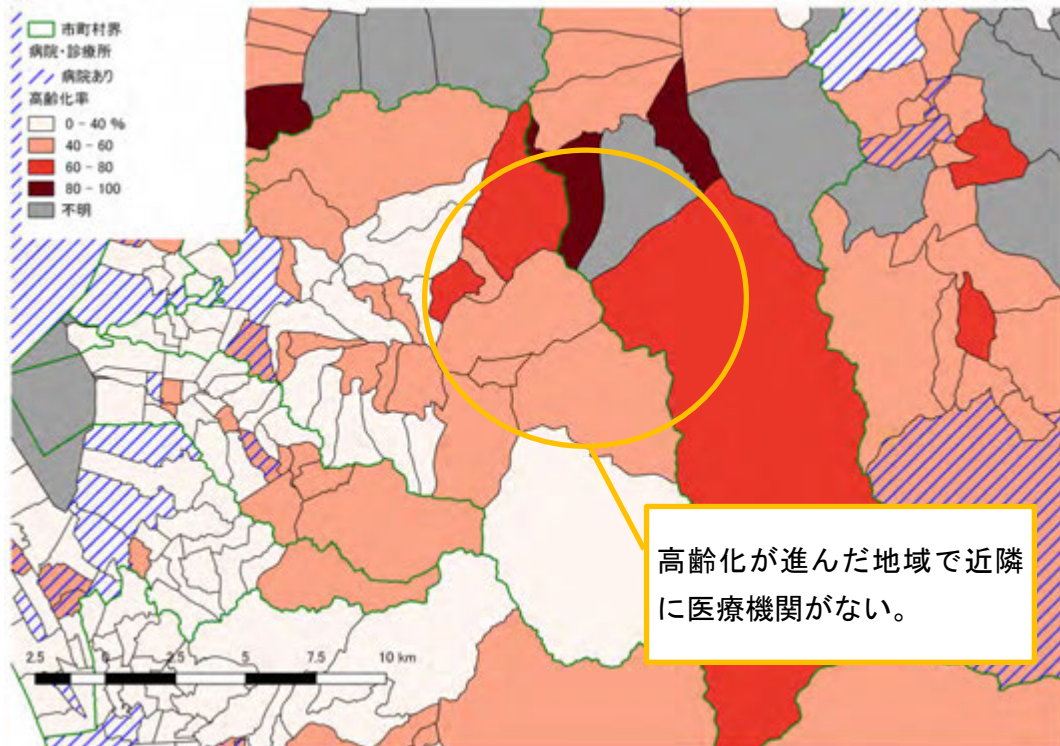 市町村界
病院・診療所
病院あり
高齢化率
0 - 40 %
40 - 60
60 - 80
80 - 100
不明
高齢化が進んだ地域で近隣
に医療機関がない。
2.5 0 2.5 5 7.5 10 km